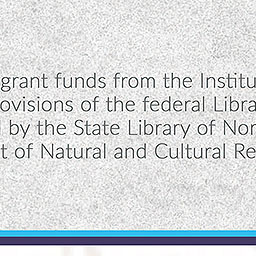 grant funds from the Institu
ovisions of the federal Libra
by the State Library of Nor
t of Natural and Cultural Re